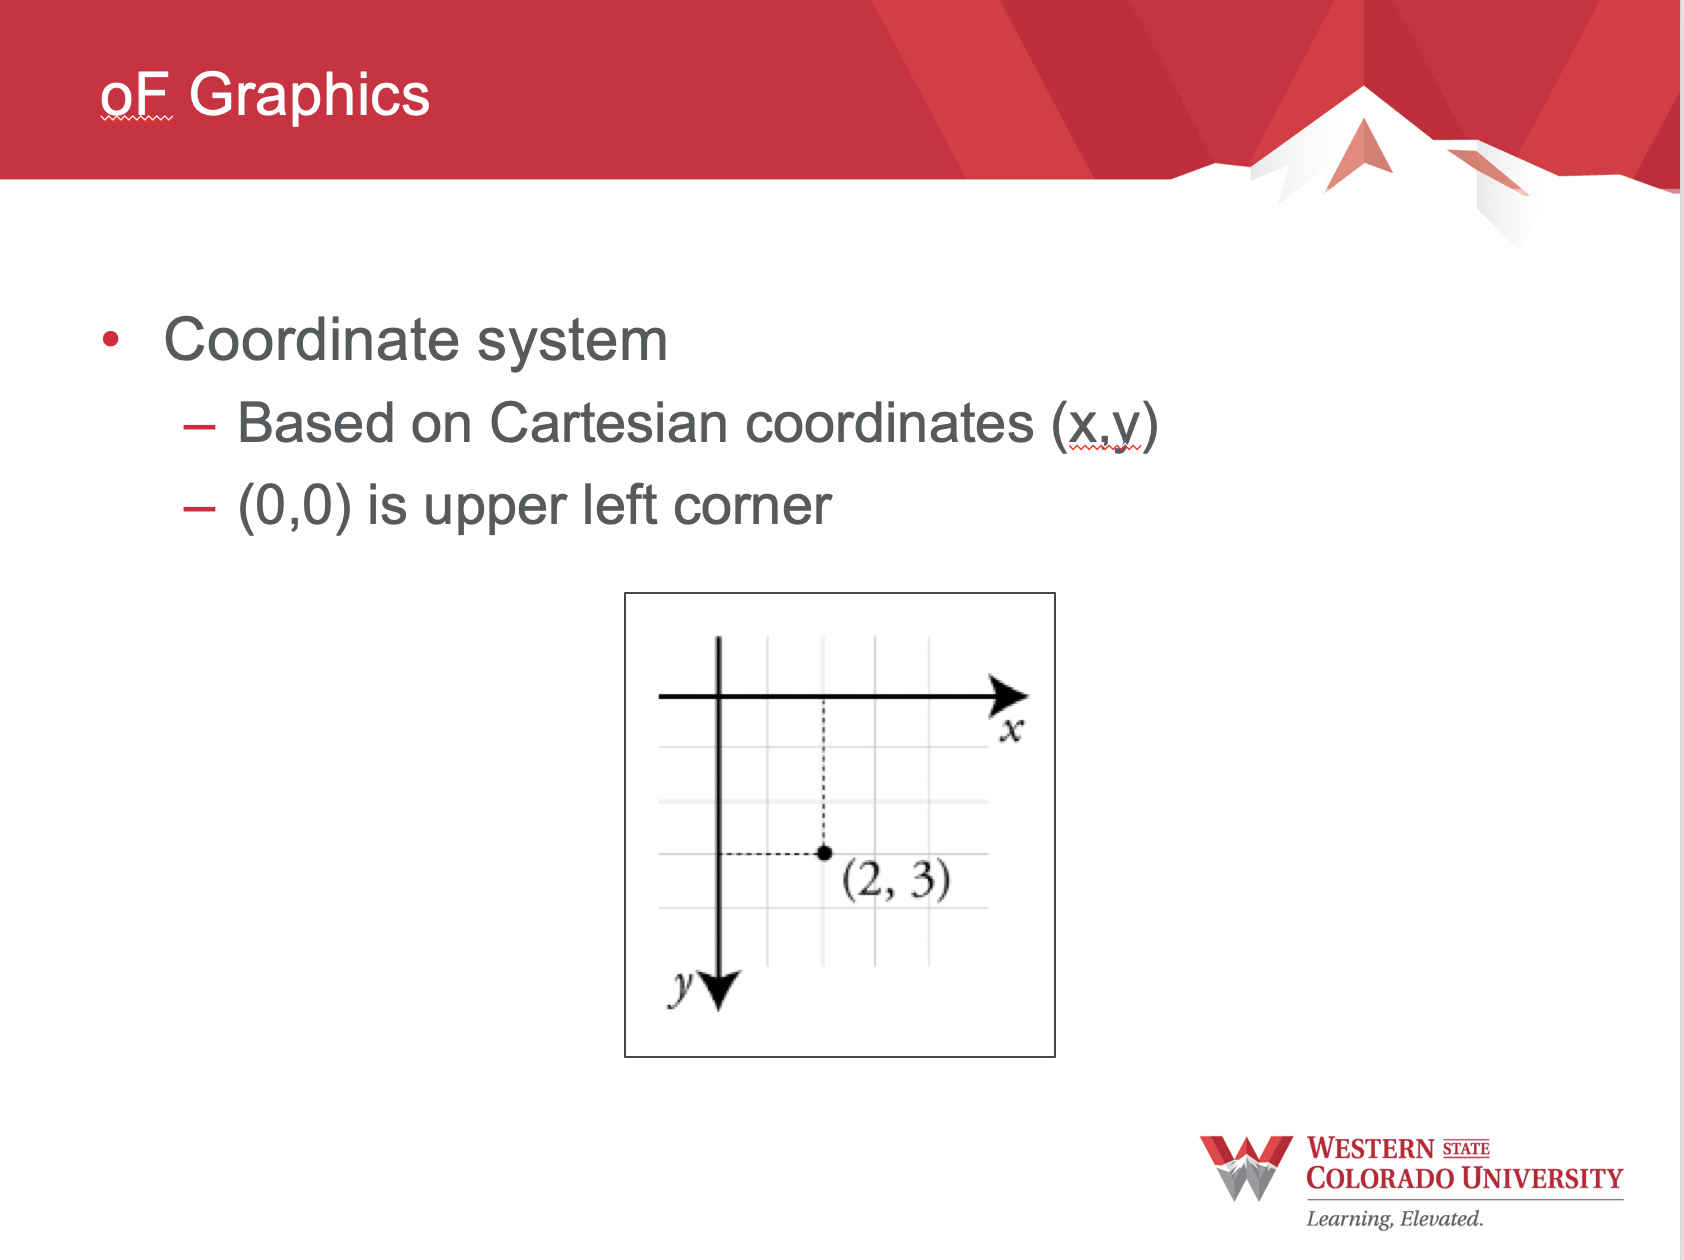 oF Graphics
• Coordinate system
– Based on Cartesian coordinates (x,y)
– (0,0) is upper left corner
x
(2, 3)
y
WESTERN STATE
COLORADO UNIVERSITY
Learning, Elevated.